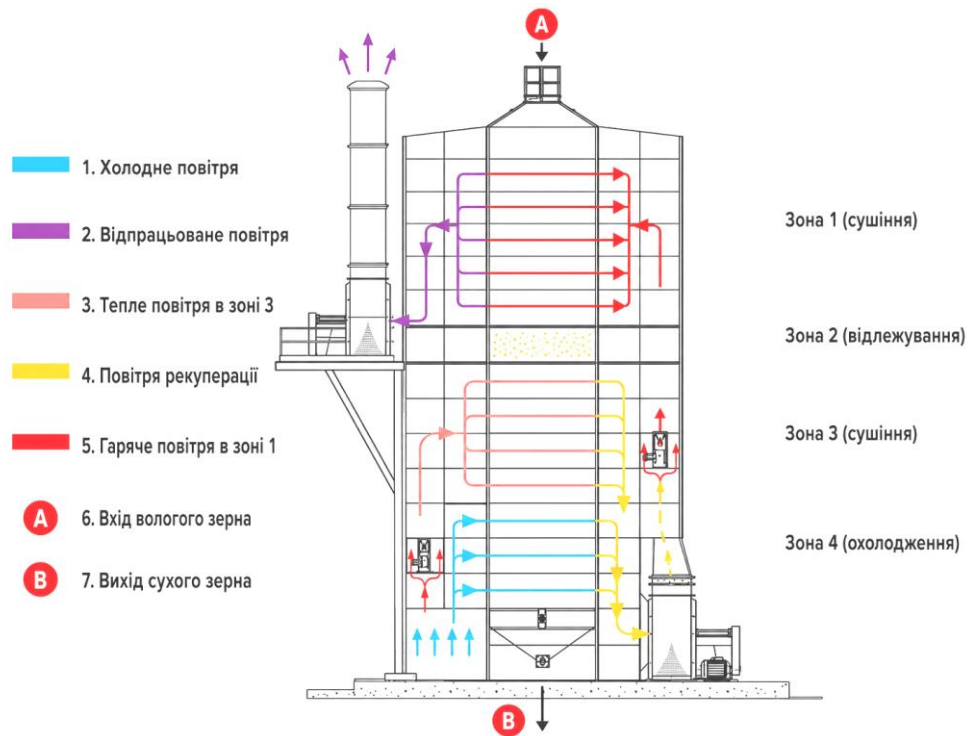 A
1. Холодне повітря
2. Відпрацьоване повітря
3. Тепле повітря в зоні 3
4. Повітря рекуперації
5. Гаряче повітря в зоні 1
A 6. Вхід вологого зерна
B 7. Вихід сухого зерна
Зона 1 (сушіння)
Зона 2 (відлежування)
Зона 3 (сушіння)
Зона 4 (охолодження)
B